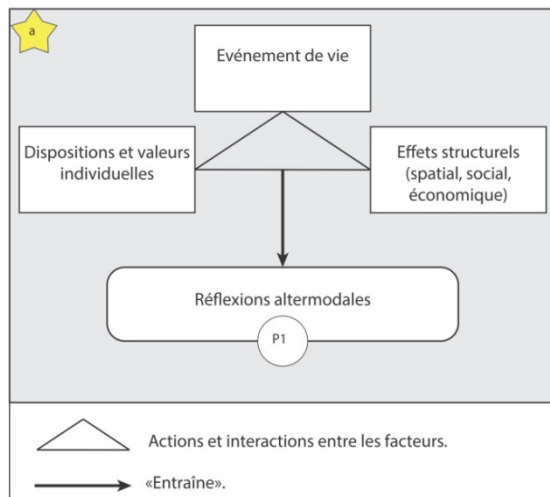 a
Evénement de vie
Dispositions et valeurs
individuelles
Effets structurels
(spatial, social,
économique)
Réflexions altermodales
P1
Actions et interactions entre les facteurs.
«Entraîne».